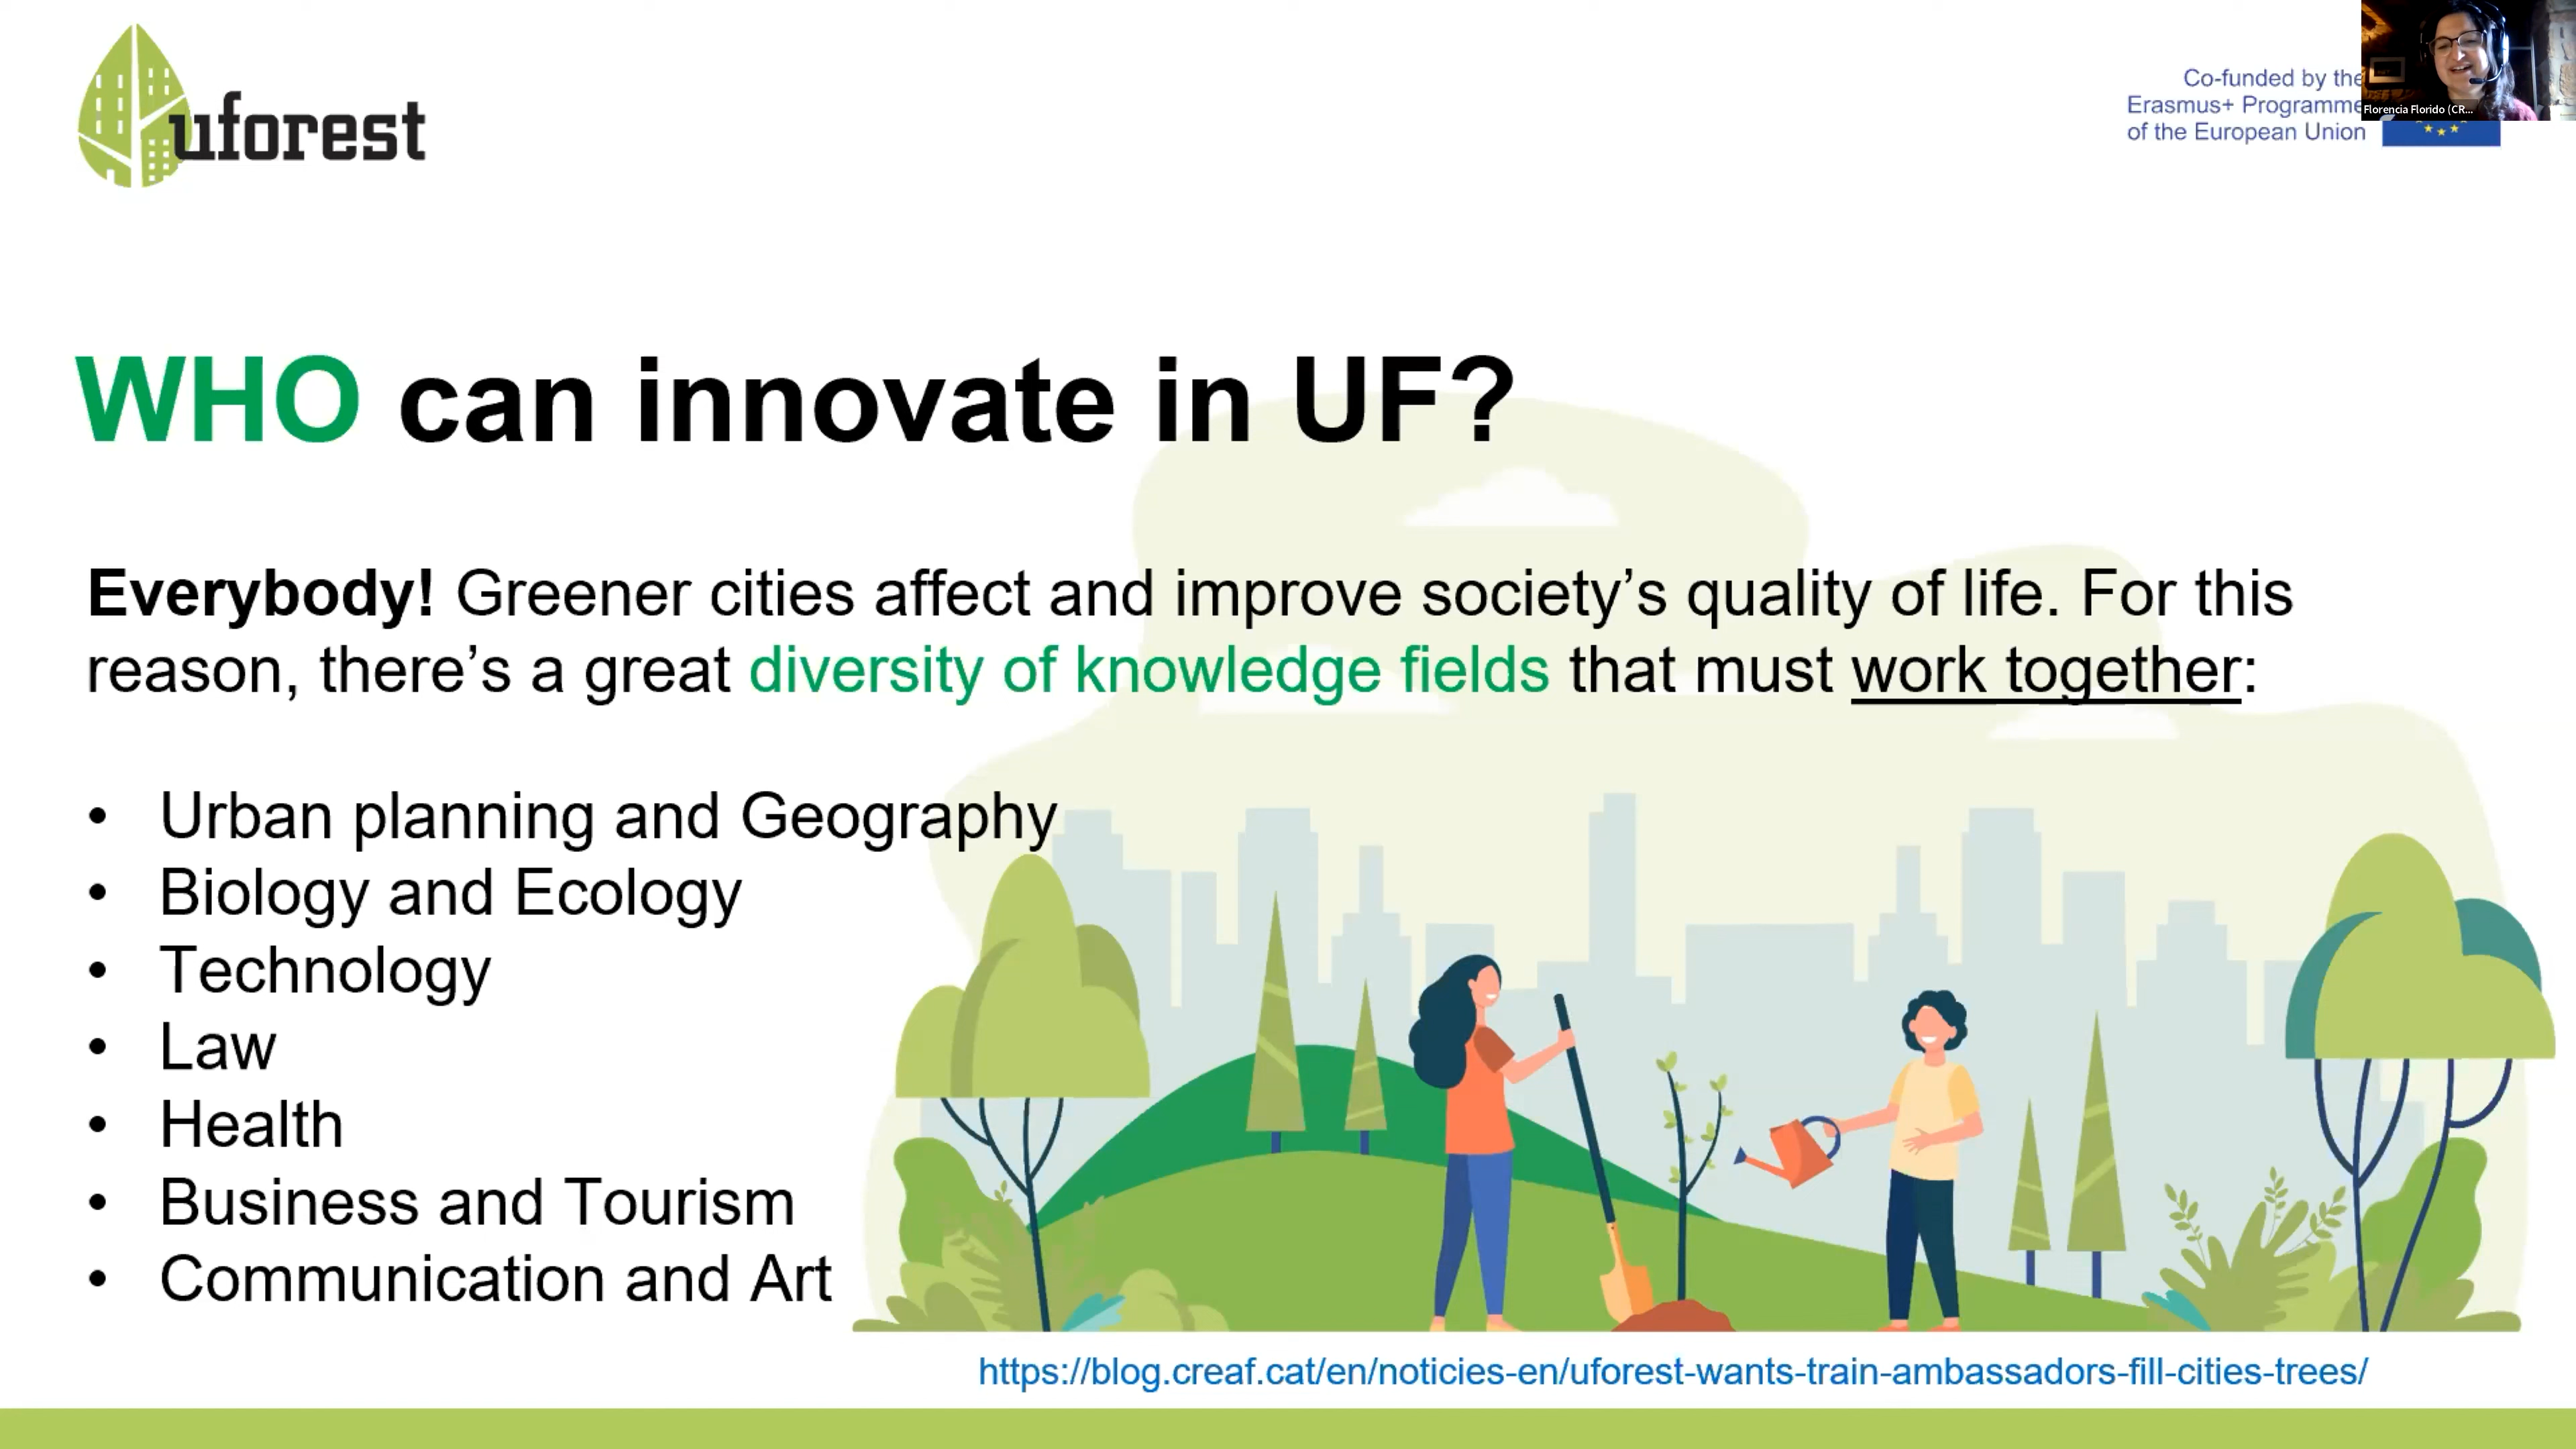 uforest
Co-funded by the
Erasmus+ Programme
of the European Union
Florencia Florido (CR...
WHO can innovate in UF?
Everybody! Greener cities affect and improve society’s quality of life. For this
reason, there’s a great diversity of knowledge fields that must work together:
• Urban planning and Geography
• Biology and Ecology
• Technology
• Law
• Health
• Business and Tourism
• Communication and Art
https://blog.creaf.cat/en/noticies-en/uforest-wants-train-ambassadors-fill-cities-trees/